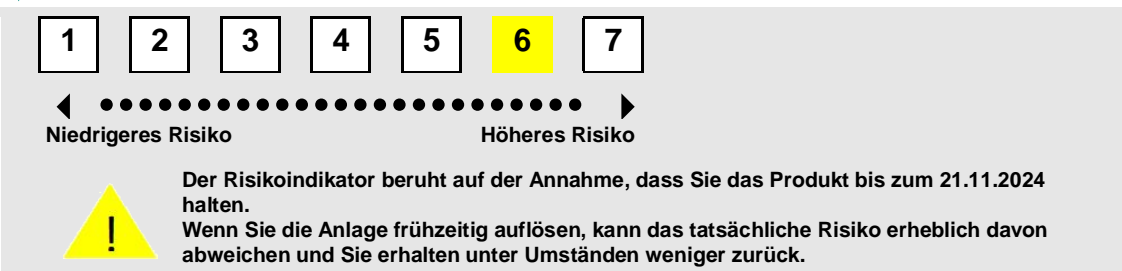 1 2 3 4 5 6 7
Niedrigeres Risiko Höheres Risiko
Der Risikoindikator beruht auf der Annahme, dass Sie das Produkt bis zum 21.11.2024
halten.
!
Wenn Sie die Anlage frühzeitig auflösen, kann das tatsächliche Risiko erheblich davon
abweichen und Sie erhalten unter Umständen weniger zurück.